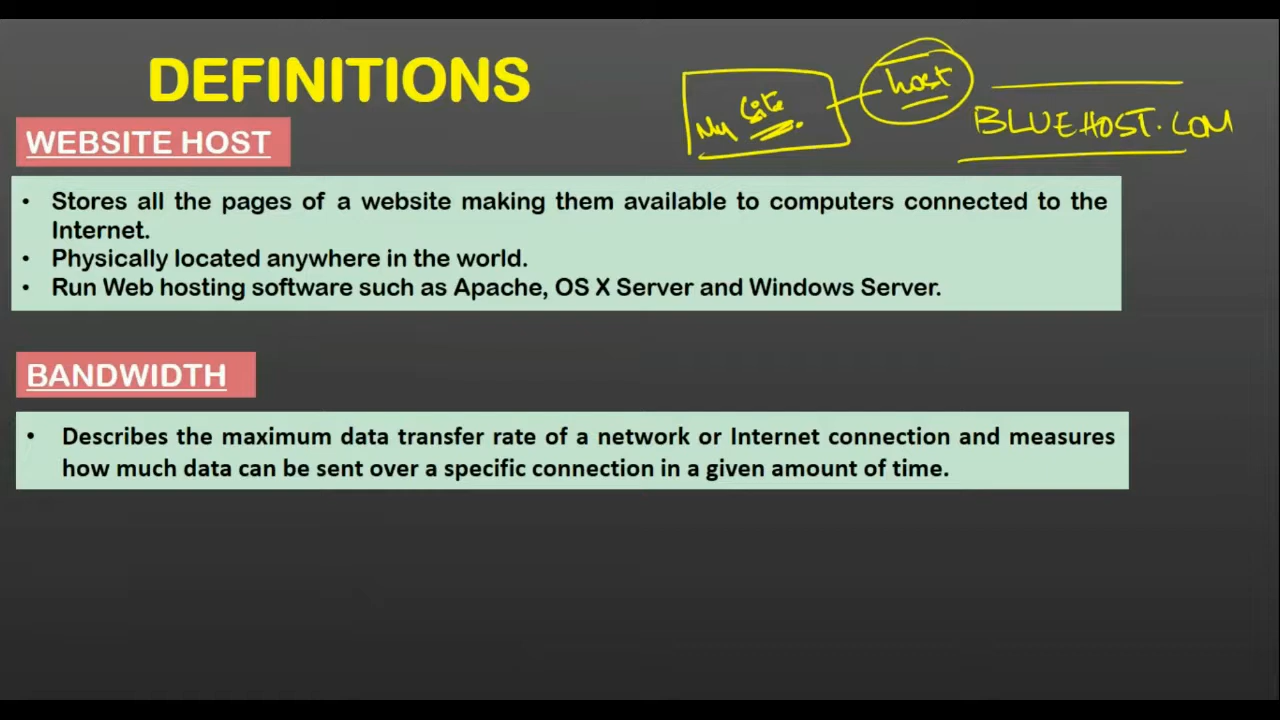 DEFINITIONS
My Site.
host
BLUEHOST.COM
WEBSITE HOST
• Stores all the pages of a website making them available to computers connected to the
Internet.
• Physically located anywhere in the world.
• Run Web hosting software such as Apache, OS X Server and Windows Server.
BANDWIDTH
• Describes the maximum data transfer rate of a network or Internet connection and measures
how much data can be sent over a specific connection in a given amount of time.